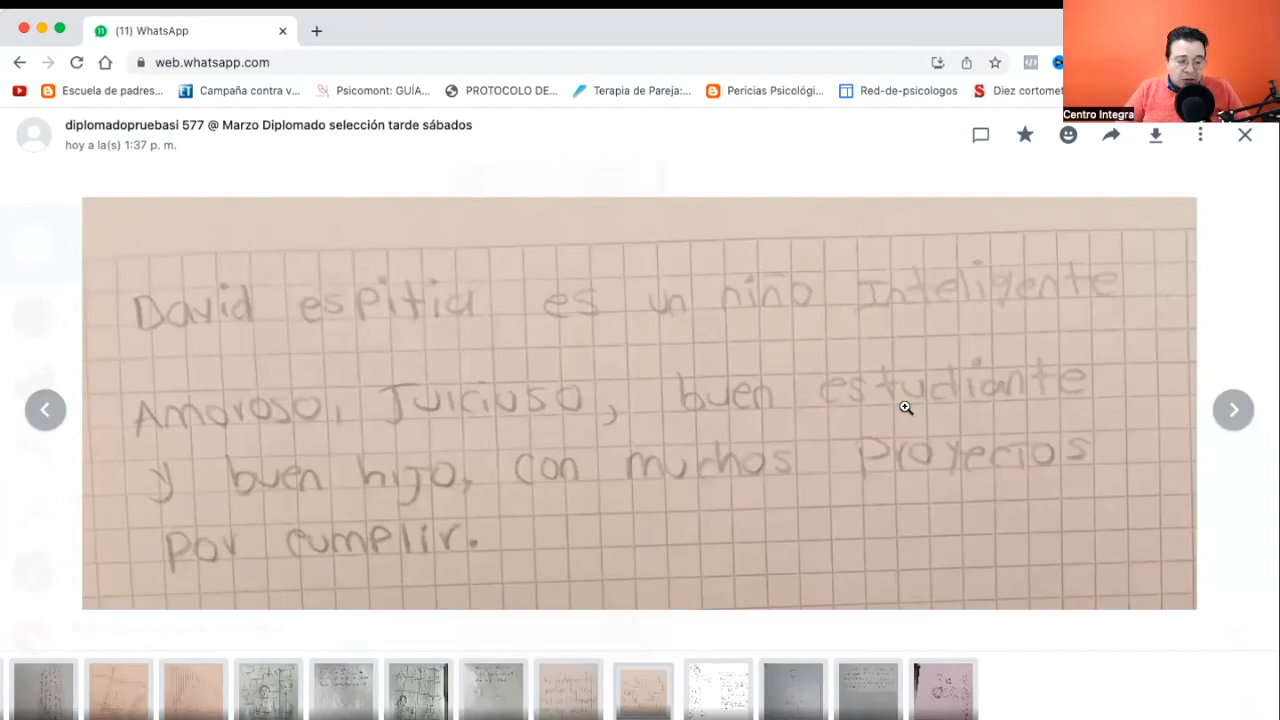 (11) WhatsApp
web.whatsapp.com
Escuela de padres...
Campaña contra v...
Psicomont: GUÍA...
PROTOCOLO DE...
Terapia de Pareja:...
Pericias Psicológi...
Red-de-psicologos
Diez cortomet
Centro Integra
diplomadopruebasi 577 @ Marzo Diplomado selección tarde sábados
hoy a la(s) 1:37 p. m.
David espitia es un niño Inteligente
Amoroso, Juicioso, buen estudiante
y buen hijo, con muchos proyectos
por cumplir.